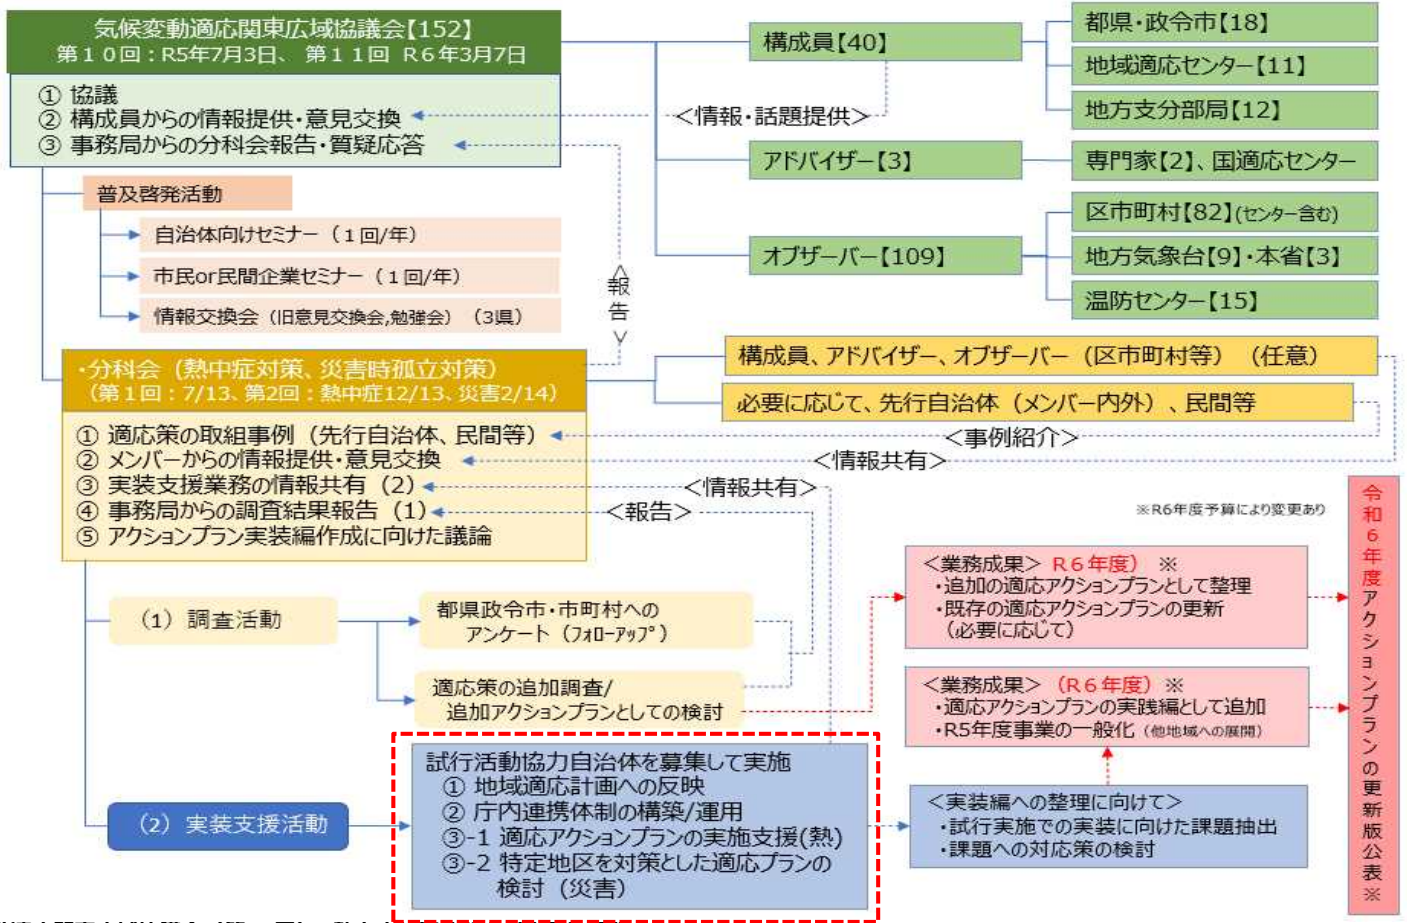 気候変動適応関東広域協議会【152】
第１０回：R5年7月3日、 第１１回 R６年3月7日
① 協議
② 構成員からの情報提供・意見交換
③ 事務局からの分科会報告・質疑応答
構成員【40】
都県・政令市【18】
地域適応センター【11】
地方支分部局【12】
＜情報・話題提供＞
アドバイザー【3】
専門家【2】、国適応センター
オブザーバー【109】
区市町村【82】(センター含む)
地方気象台【9】・本省【3】
温防センター【15】
普及啓発活動
自治体向けセミナー（１回/年）
市民or民間企業セミナー（１回/年）
情報交換会（旧意見交換会,勉強会）（3県）
＜報告＞
・分科会（熱中症対策、災害時孤立対策）
（第１回：7/13、第2回：熱中症12/13、災害2/14）
構成員、アドバイザー、オブザーバー（区市町村等）（任意）
必要に応じて、先行自治体（メンバー内外）、民間等
① 適応策の取組事例（先行自治体、民間等）
② メンバーからの情報提供・意見交換
③ 実装支援業務の情報共有（2）
④ 事務局からの調査結果報告（1）
⑤ アクションプラン実装編作成に向けた議論
＜事例紹介＞
＜情報共有＞
＜情報共有＞
＜報告＞
※R6年度予算により変更あり
（1）調査活動
都県政令市・市町村への
アンケート（ﾌｫﾛｰｱｯﾌﾟ）
適応策の追加調査/
追加アクションプランとしての検討
＜業務成果＞ R６年度） ※
・追加の適応アクションプランとして整理
・既存の適応アクションプランの更新
（必要に応じて）
＜業務成果＞（R６年度）※
・適応アクションプランの実践編として追加
・R5年度事業の一般化（他地域への展開）
令和6年度アクションプランの更新版公表※
（2）実装支援活動
試行活動協力自治体を募集して実施
① 地域適応計画への反映
② 庁内連携体制の構築/運用
③-1 適応アクションプランの実施支援(熱)
③-2 特定地区を対策とした適応プランの
検討（災害）
＜実装編への整理に向けて＞
・試行実施での実装に向けた課題抽出
・課題への対応策の検討